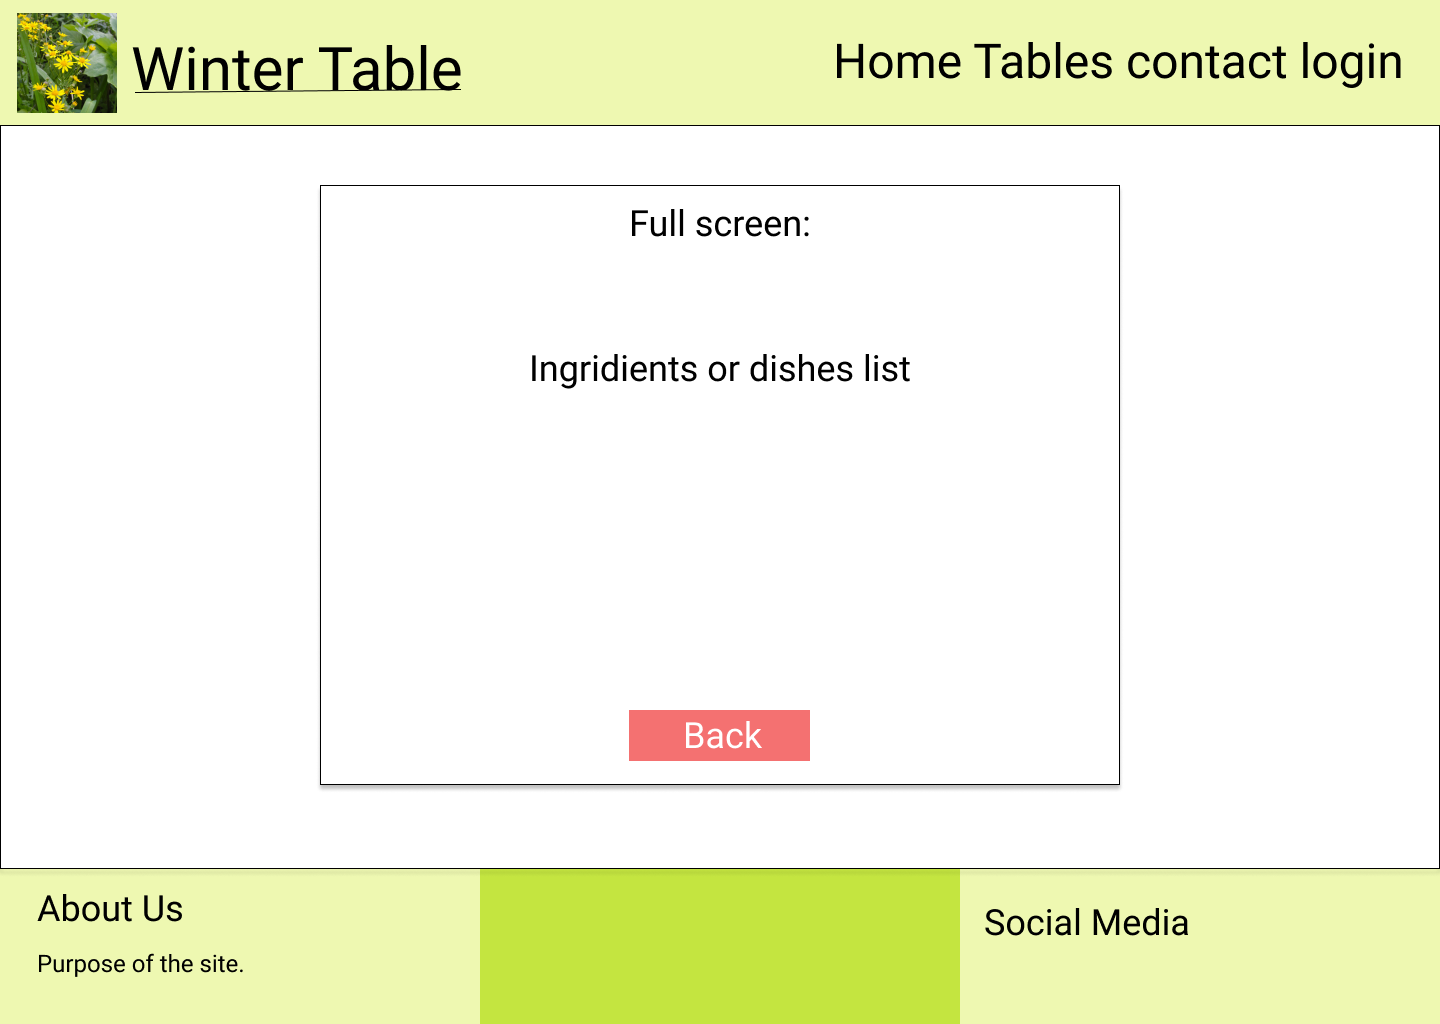 Winter Table
Home Tables contact login
Full screen:
Ingridients or dishes list
Back
About Us
Purpose of the site.
Social Media